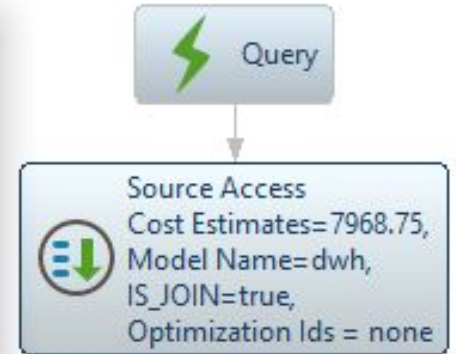 Query
Source Access
Cost Estimates=7968.75,
Model Name=dwh,
IS_JOIN=true,
Optimization Ids = none